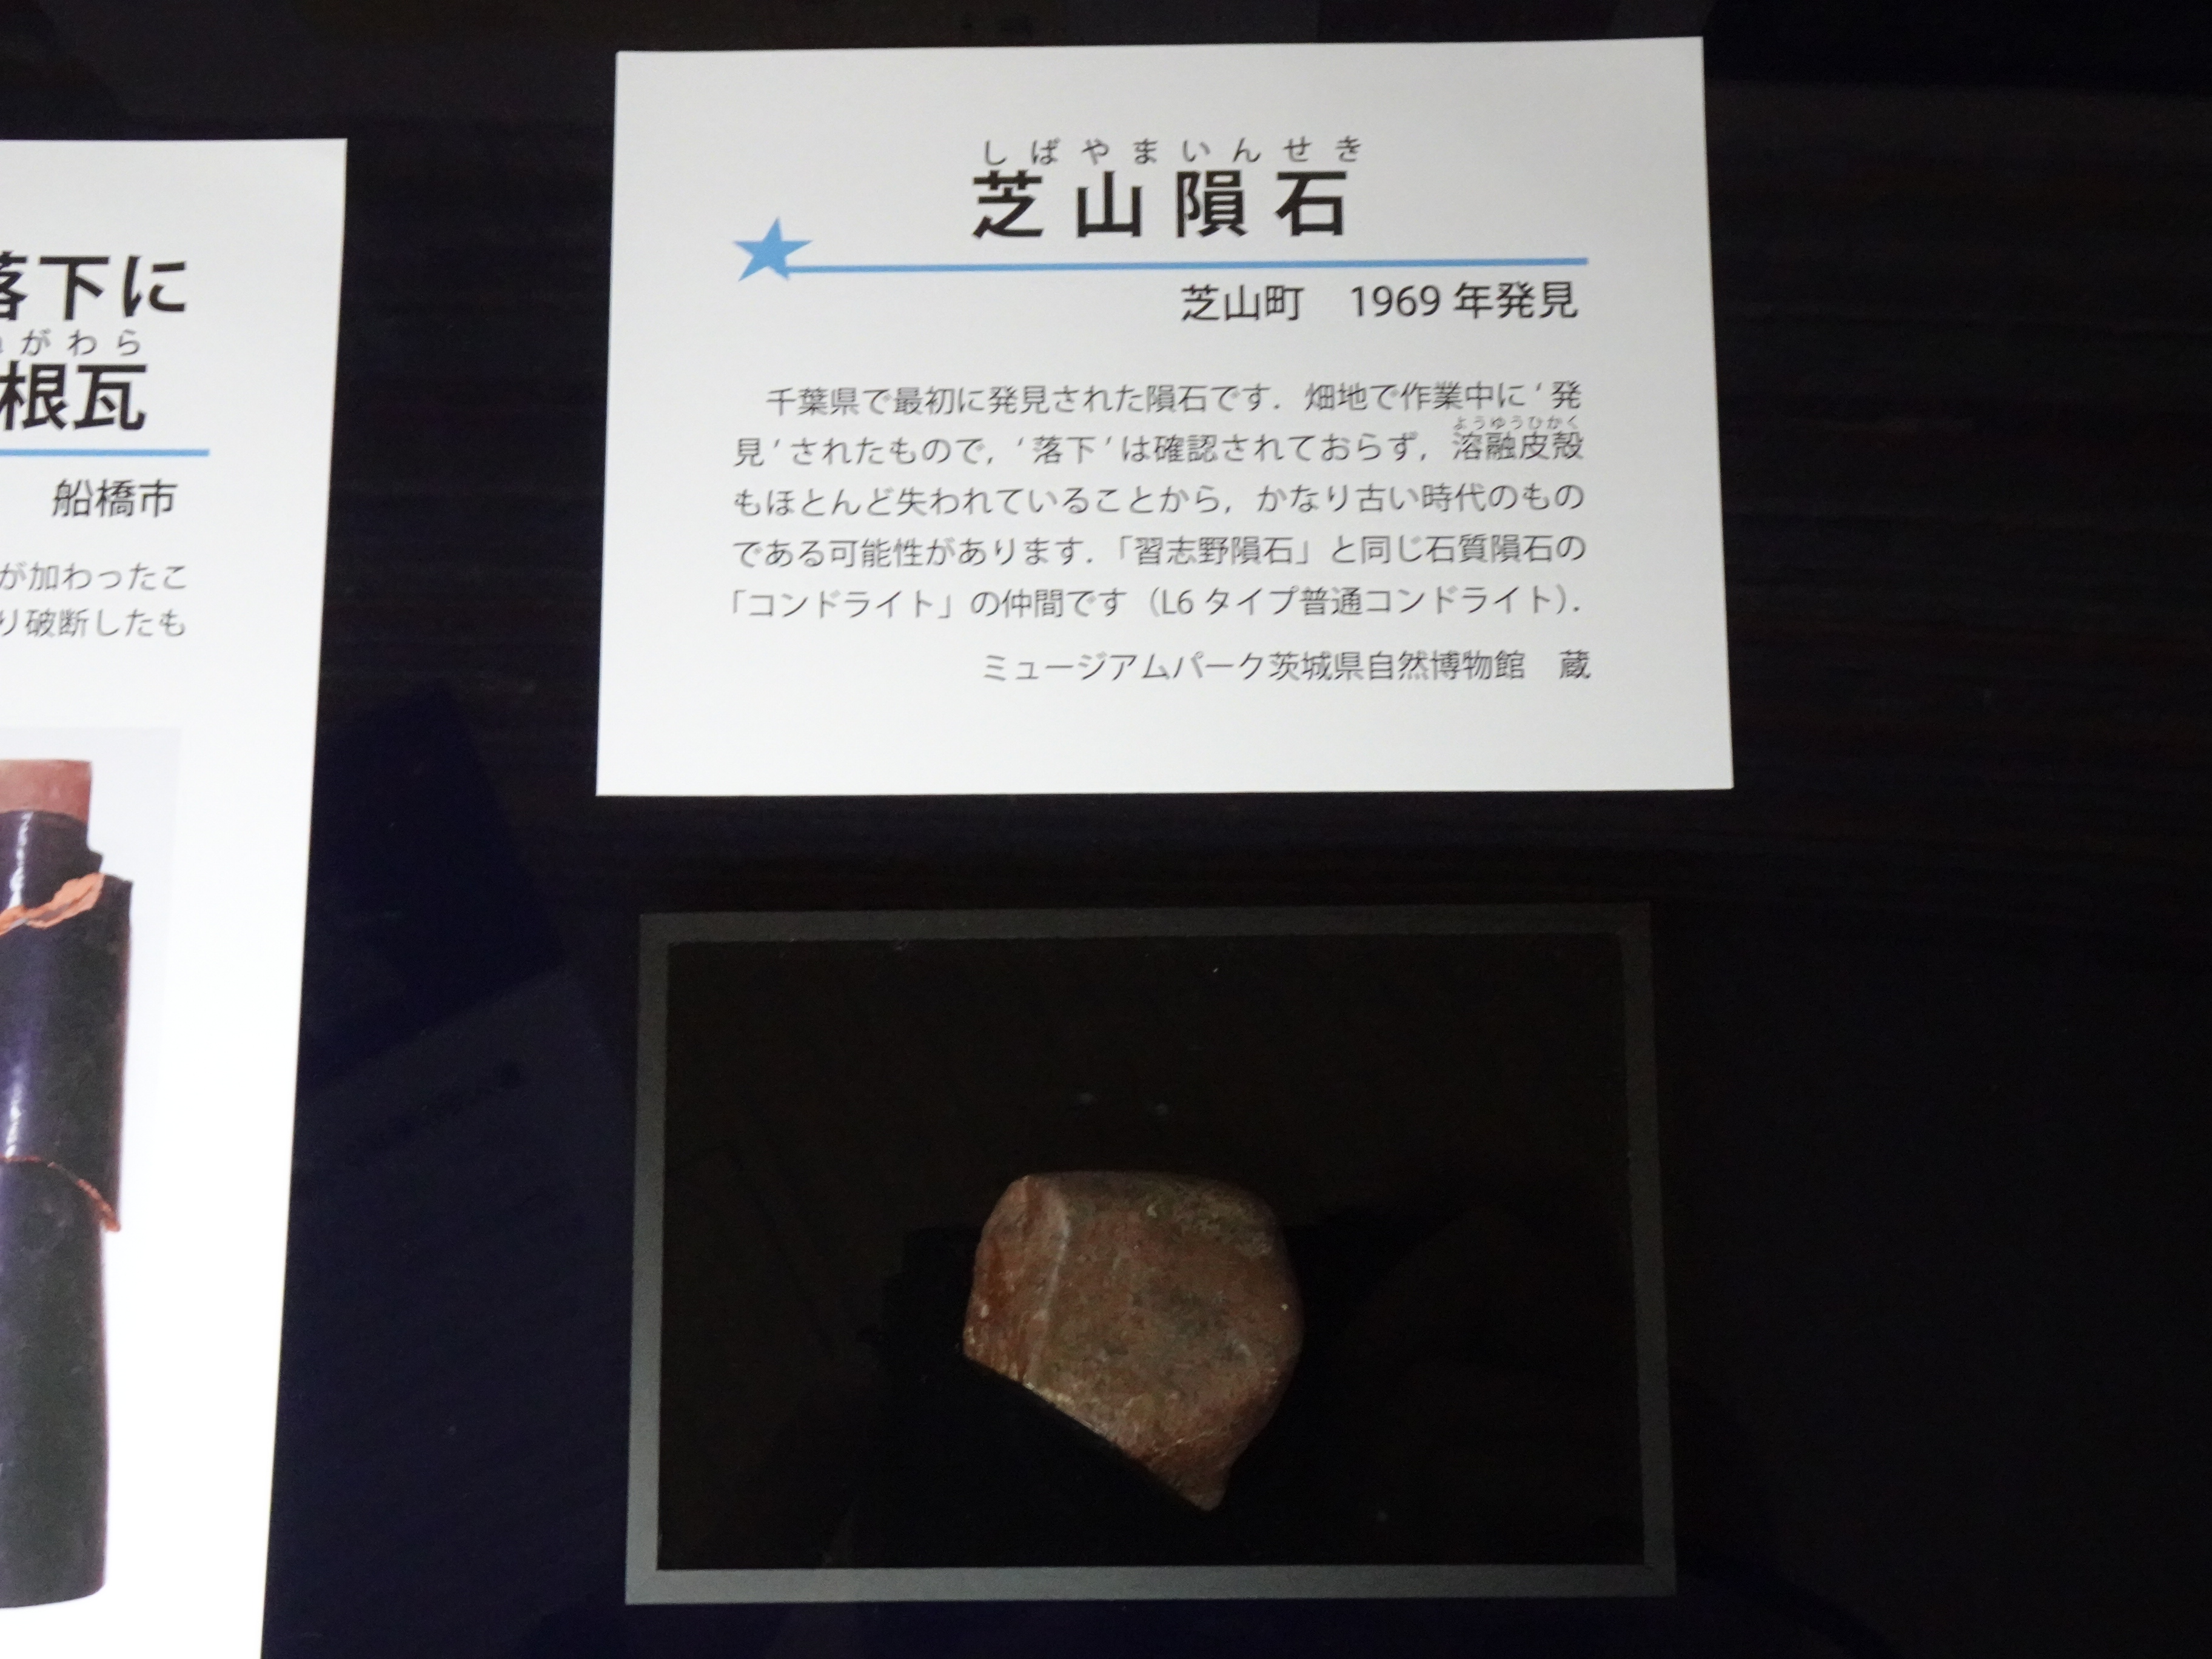 落下に
がわら
根瓦
船橋市
が加わったこ
り破断したも
しばやまいんせき
芝山隕石
芝山町　1969 年発見
千葉県で最初に発見された隕石です．畑地で作業中に ‘ 発
ようゆうひかく
見 ’ されたもので，‘ 落下 ’ は確認されておらず，溶融皮殻
もほとんど失われていることから，かなり古い時代のもの
である可能性があります．「習志野隕石」と同じ石質隕石の
「コンドライト」の仲間です（L6 タイプ普通コンドライト）．
ミュージアムパーク茨城県自然博物館　蔵